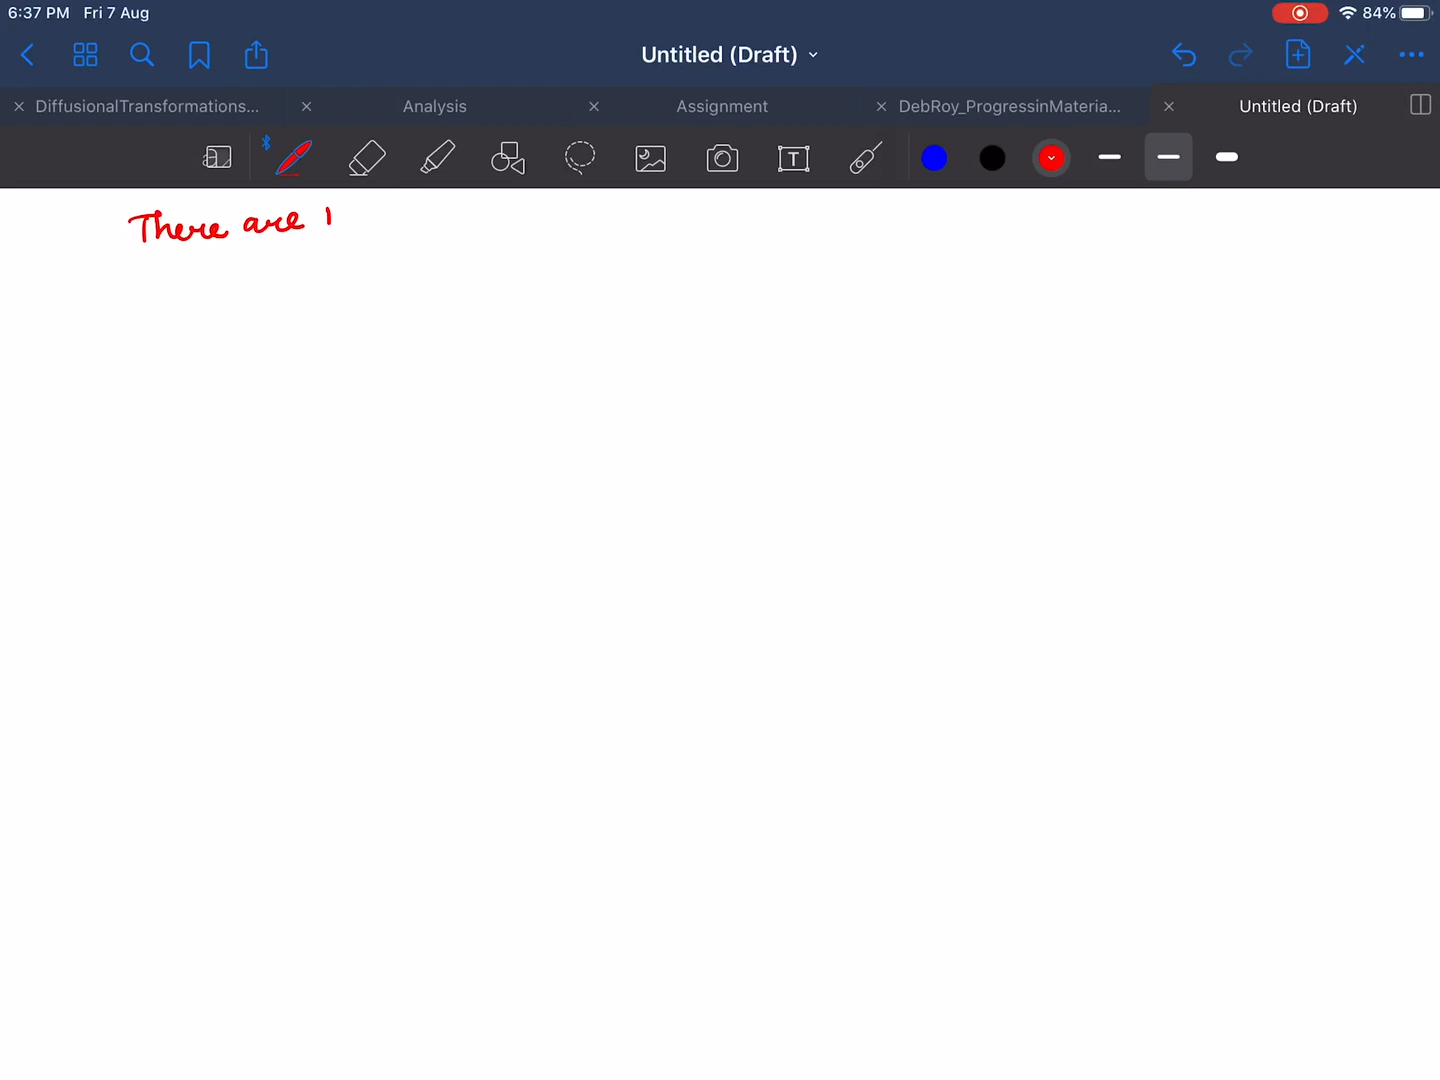 6:37 PM Fri 7 Aug 84%
Untitled (Draft)
DiffusionalTransformations... Analysis Assignment DebRoy_ProgressinMateria... Untitled (Draft)
T
There are